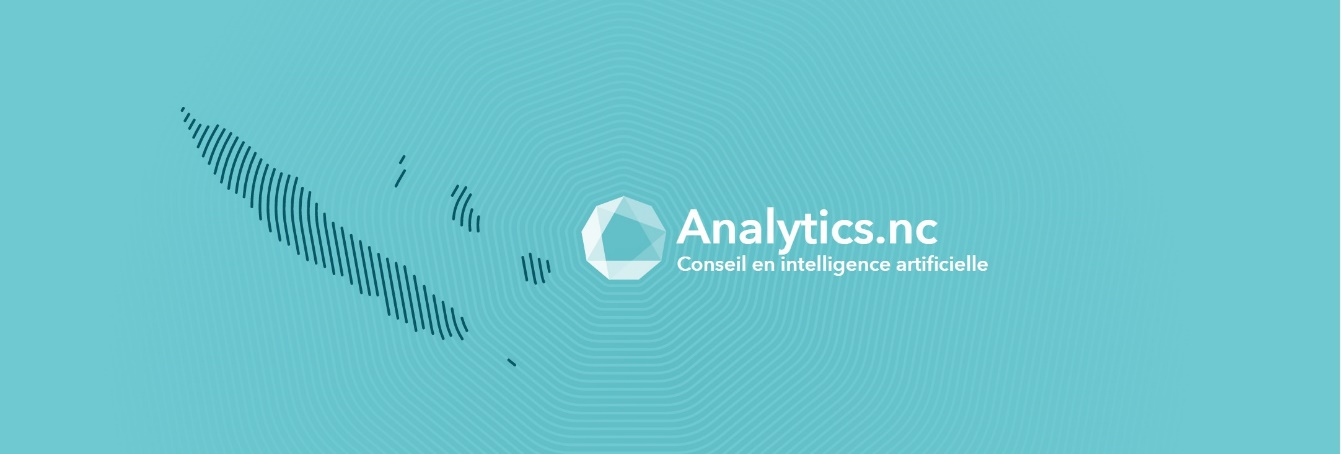 Analytics.nc
Conseil en intelligence artificielle